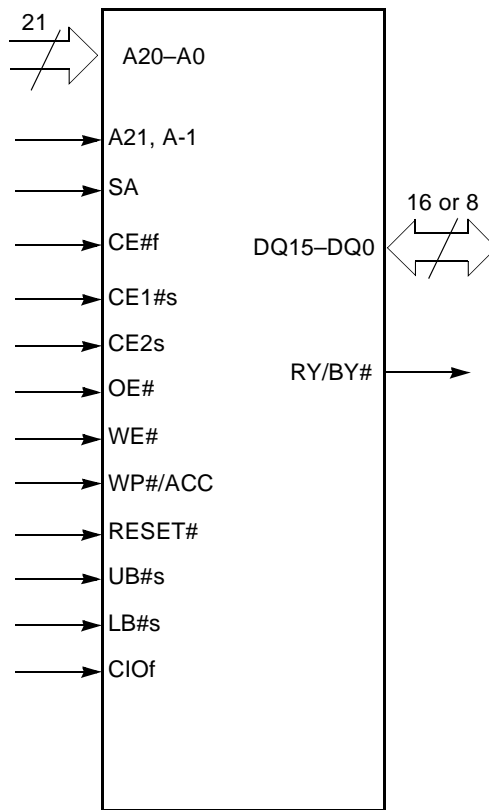 21
A20–A0
A21, A-1
SA
16 or 8
CE#f
DQ15–DQ0
CE1#s
CE2s
RY/BY#
OE#
WE#
WP#/ACC
RESET#
UB#s
LB#s
CIOf